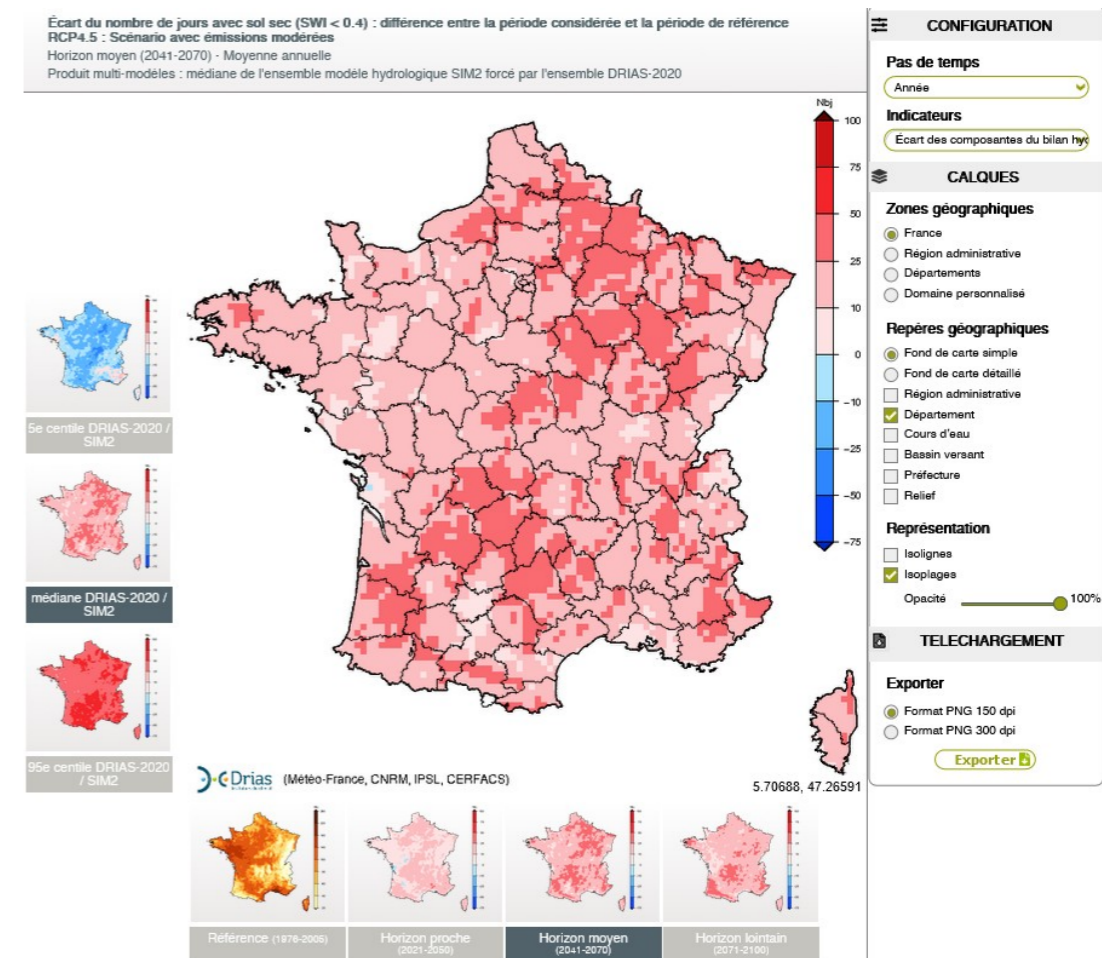 Écart du nombre de jours avec sol sec (SWI < 0.4) : différence entre la période considérée et la période de référence
RCP4.5 : Scénario avec émissions modérées
Horizon moyen (2041-2070) - Moyenne annuelle
Produit multi-modèles : médiane de l'ensemble modèle hydrologique SIM2 forcé par l'ensemble DRIAS-2020
Nbj
100
75
50
25
10
0
-10
-25
-50
-75
5e centile DRIAS-2020 /
SIM2
médiane DRIAS-2020 /
SIM2
95e centile DRIAS-2020
/ SIM2
Drias
(Météo-France, CNRM, IPSL, CERFACS)
5.70688, 47.26591
Référence (1976-2005)
Horizon proche
(2021-2050)
Horizon moyen
(2041-2070)
Horizon lointain
(2071-2100)
CONFIGURATION
Pas de temps
Année
Indicateurs
Écart des composantes du bilan hyd
CALQUES
Zones géographiques
France
Région administrative
Départements
Domaine personnalisé
Repères géographiques
Fond de carte simple
Fond de carte détaillé
Région administrative
Département
Cours d'eau
Bassin versant
Préfecture
Relief
Représentation
Isolignes
Isoplages
Opacité
100%
TELECHARGEMENT
Exporter
Format PNG 150 dpi
Format PNG 300 dpi
Exporter